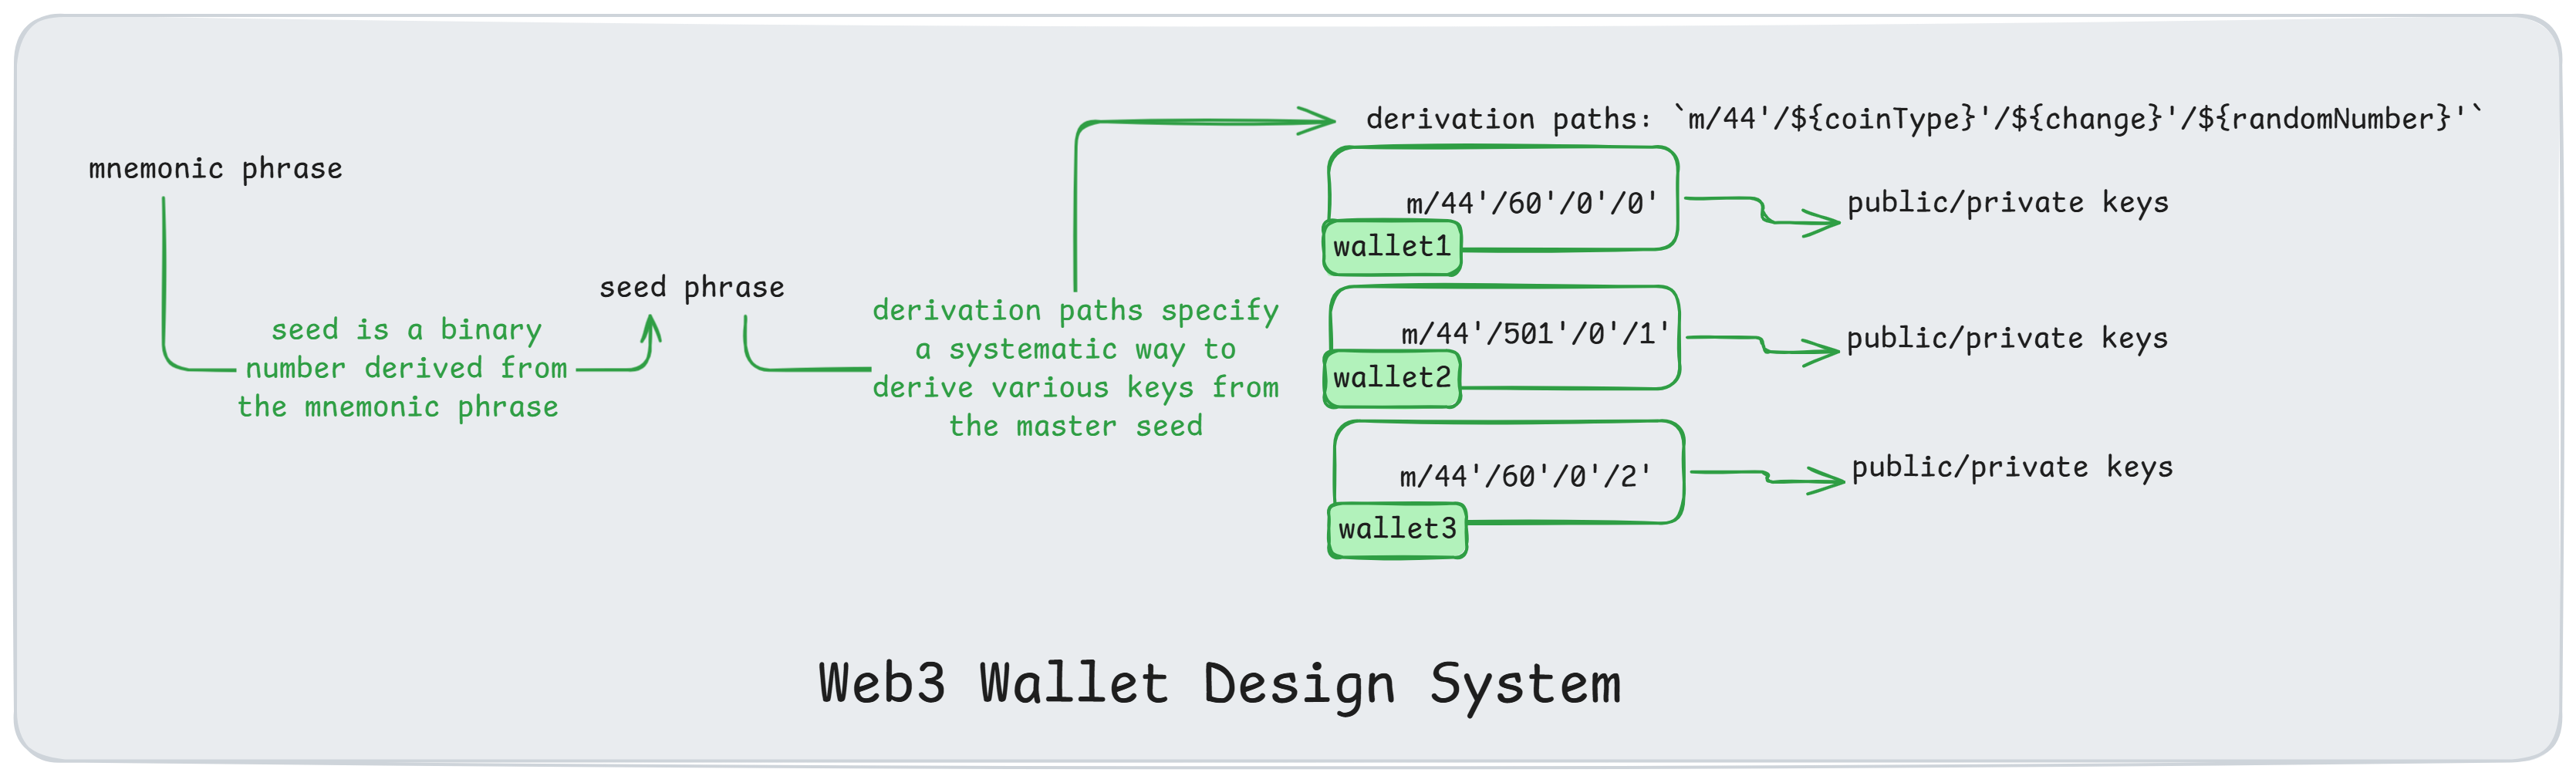 mnemonic phrase
seed is a binary
number derived from
the mnemonic phrase
seed phrase
derivation paths specify
a systematic way to
derive various keys from
the master seed
derivation paths: `m/44'/${coinType}'/${change}'/${randomNumber}'`
m/44'/60'/0'/0'
wallet1
public/private keys
m/44'/501'/0'/1'
wallet2
public/private keys
m/44'/60'/0'/2'
wallet3
public/private keys
Web3 Wallet Design System